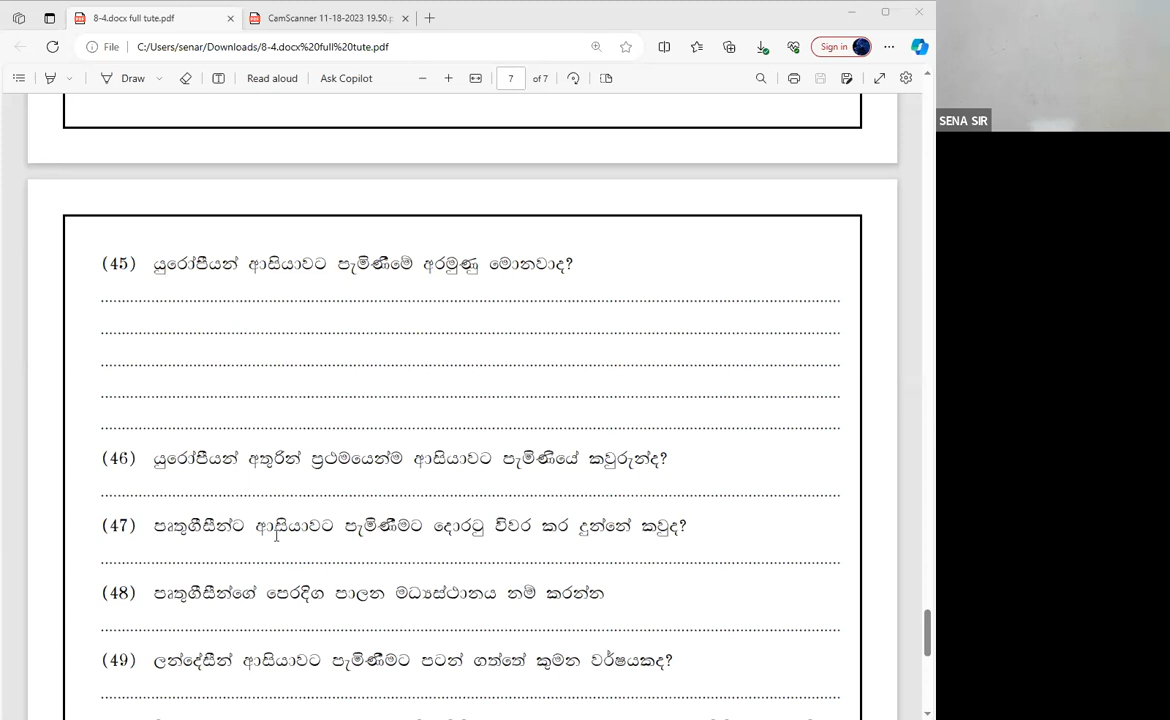 8-4.docx full tute.pdf
CamScanner 11-18-2023 19.50.p
File
C:/Users/senar/Downloads/8-4.docx%20full%20tute.pdf
Sign in
Draw
Read aloud
Ask Copilot
7
of 7
SENA SIR
(45) යුරෝපීයන් ආසියාවට පැමිණීමේ අරමුණු මොනවාද?
(46) යුරෝපීයන් අතුරින් ප්‍රථමයෙන්ම ආසියාවට පැමිණියේ කවුරුන්ද?
(47) පෘතුගීසීන්ට ආසියාවට පැමිණීමට දොරටු විවර කර දුන්නේ කවුද?
(48) පෘතුගීසීන්ගේ පෙරදිග පාලන මධ්‍යස්ථානය නම් කරන්න
(49) ලන්දේසීන් ආසියාවට පැමිණීමට පටන් ගත්තේ කුමන වර්ෂයකද?